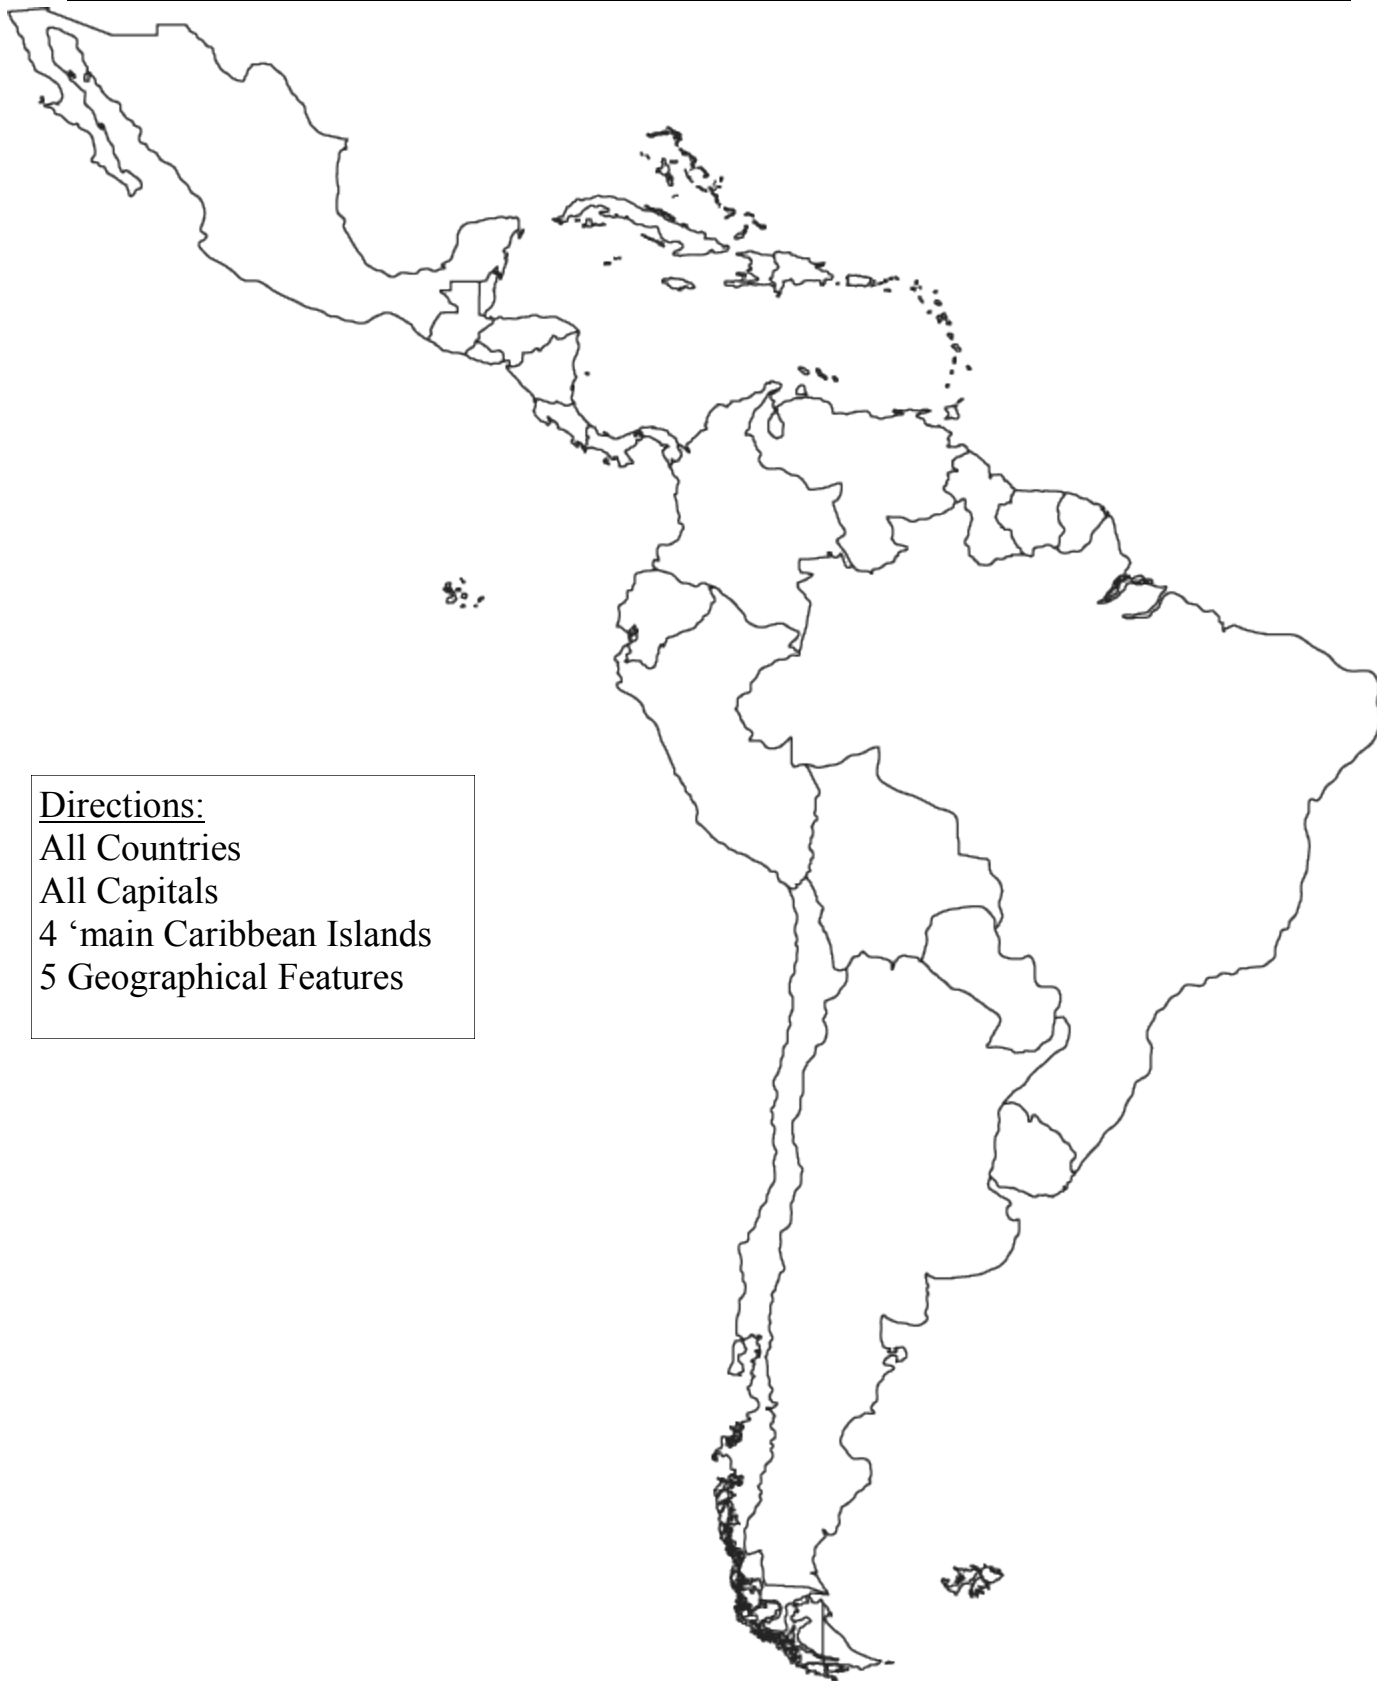 Directions:
All Countries
All Capitals
4 ‘main Caribbean Islands
5 Geographical Features